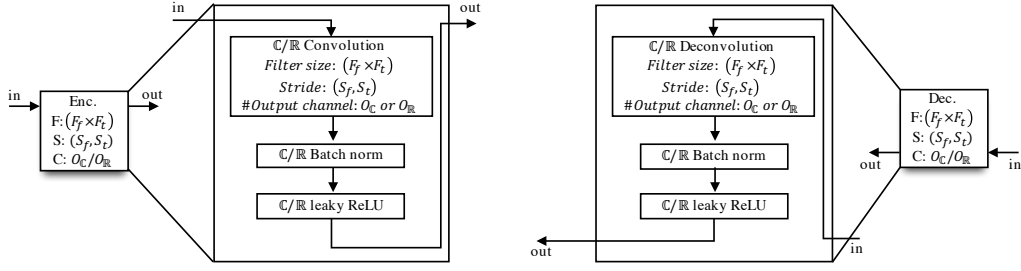 in
out
ℂ/ℝ Convolution
Filter size: (F_f×F_t)
Stride: (S_f,S_t)
#Output channel: O_ℂ or O_ℝ
ℂ/ℝ Batch norm
ℂ/ℝ leaky ReLU
in
Enc.
F:(F_f×F_t)
S: (S_f,S_t)
C: O_ℂ/O_ℝ
out
ℂ/ℝ Deconvolution
Filter size: (F_f×F_t)
Stride: (S_f,S_t)
#Output channel: O_ℂ or O_ℝ
ℂ/ℝ Batch norm
ℂ/ℝ leaky ReLU
out
in
Dec.
F:(F_f×F_t)
S: (S_f,S_t)
C: O_ℂ/O_ℝ
out
in